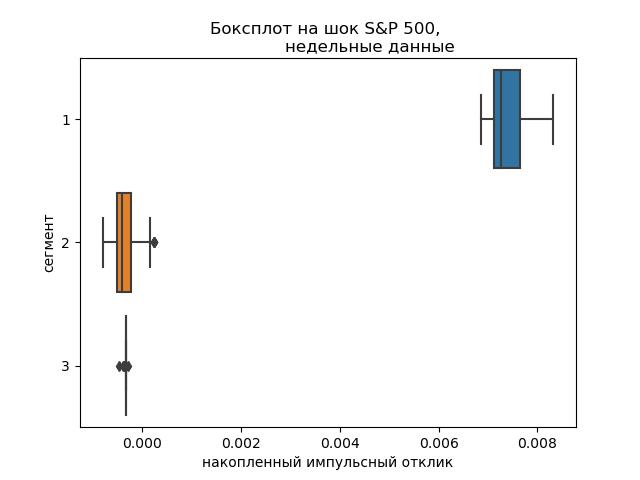 Боксплот на шок S&P 500,
недельные данные
1
2
3
сегмент
0.000 0.002 0.004 0.006 0.008
накопленный импульсный отклик